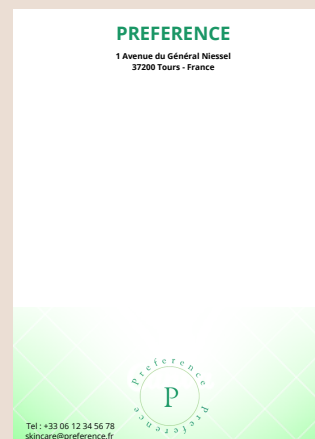 PREFERENCE
1 Avenue du Général Niessel
37200 Tours - France
Preference
P
Preference
Tel : +33 06 12 34 56 78
skincare@preference.fr